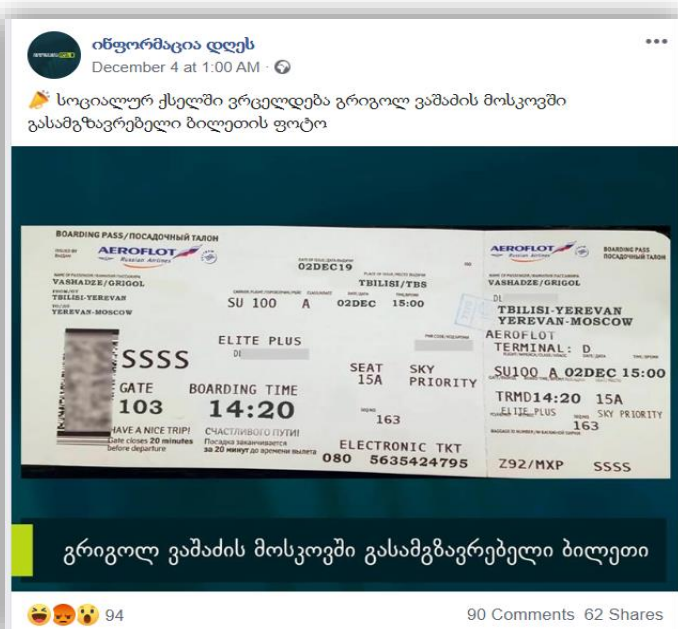 ინფორმაცია დღეს
December 4 at 1:00 AM
სოციალურ ქსელში ვრცელდება გრიგოლ ვაშაძის მოსკოვში
გასამგზავრებელი ბილეთის ფოტო
BOARDING PASS/ПОСАДОЧНЫЙ ТАЛОН
AEROFLOT
Russian Airlines
02DEC19
VASHADZE/GRIGOL
TBILISI/TBS
TBILISI-YEREVAN
YEREVAN-MOSCOW
SU 100 A 02DEC 15:00
ELITE PLUS
SSSS
SEAT SKY
15A PRIORITY
GATE BOARDING TIME
103 14:20
163
HAVE A NICE TRIP! СЧАСТЛИВОГО ПУТИ!
Gate closes 20 minutes Посадка заканчивается
before departure за 20 минут до времени вылета
ELECTRONIC TKT
080 5635424795
AEROFLOT BOARDING PASS
Russian Airlines ПОСАДОЧНЫЙ ТАЛОН
VASHADZE/GRIGOL
TBILISI-YEREVAN
YEREVAN-MOSCOW
AEROFLOT
TERMINAL: D
SU100 A 02DEC 15:00
TRMD14:20 15A
ELITE PLUS SKY PRIORITY
163
Z92/MXP SSSS
გრიგოლ ვაშაძის მოსკოვში გასამგზავრებელი ბილეთი
94 90 Comments 62 Shares